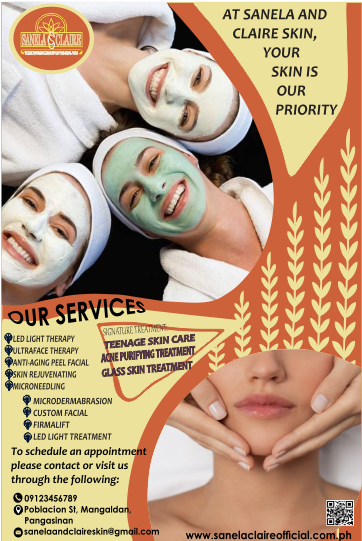 SANELA & CLAIRE
AT SANELA AND
CLAIRE SKIN,
YOUR
SKIN IS
OUR
PRIORITY
OUR SERVICES
LED LIGHT THERAPY
ULTRAFACE THERAPY
ANTI-AGING PEEL FACIAL
SKIN REJUVENATING
MICRONEEDLING
MICRODERMABRASION
CUSTOM FACIAL
FIRMALIFT
LED LIGHT TREATMENT
SIGNATURE TREATMENT:
TEENAGE SKIN CARE
ACNE PURIFYING TREATMENT
GLASS SKIN TREATMENT
To schedule an appointment
please contact or visit us
through the following:
09123456789
Poblacion St, Mangaldan,
Pangasinan
sanelaandclaireskin@gmail.com
www.sanelaclaireofficial.com.ph